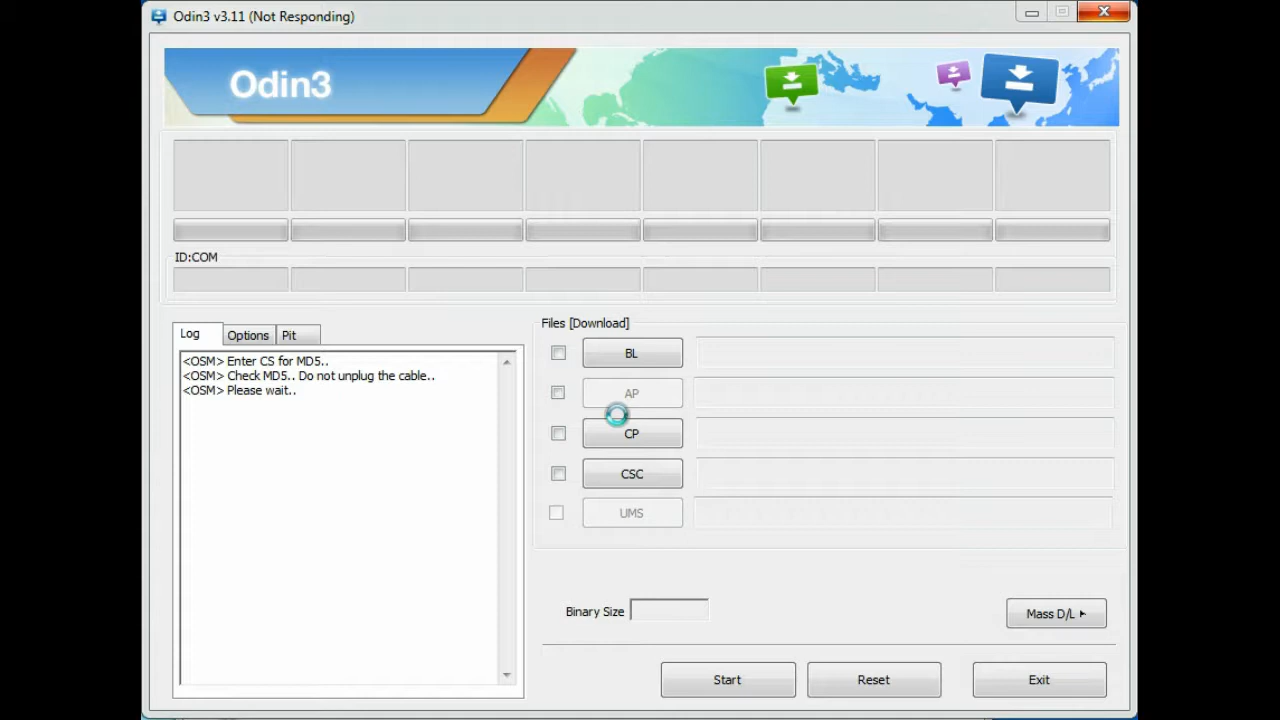 Odin3 v3.11 (Not Responding)
Odin3
ID:COM
Log
Options
Pit
<OSM> Enter CS for MD5..
<OSM> Check MD5.. Do not unplug the cable..
<OSM> Please wait..
Files [Download]
BL
AP
CP
CSC
UMS
Binary Size
Mass D/L
Start
Reset
Exit